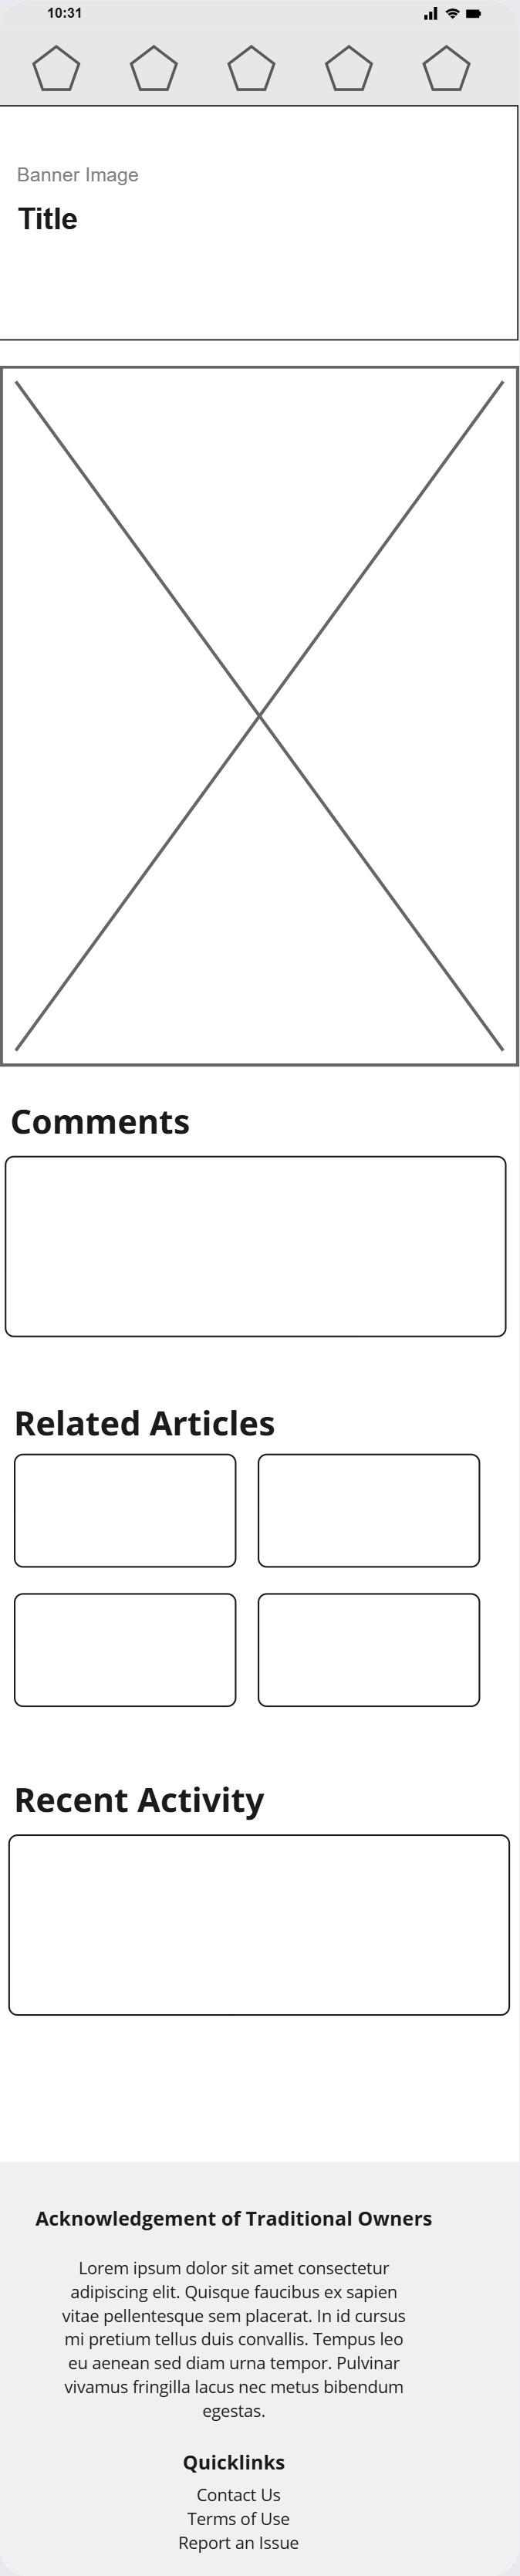 10:31
Banner Image
Title
Comments
Related Articles
Recent Activity
Acknowledgement of Traditional Owners
Lorem ipsum dolor sit amet consectetur
adipiscing elit. Quisque faucibus ex sapien
vitae pellentesque sem placerat. In id cursus
mi pretium tellus duis convallis. Tempus leo
eu aenean sed diam urna tempor. Pulvinar
vivamus fringilla lacus nec metus bibendum
egestas.
Quicklinks
Contact Us
Terms of Use
Report an Issue